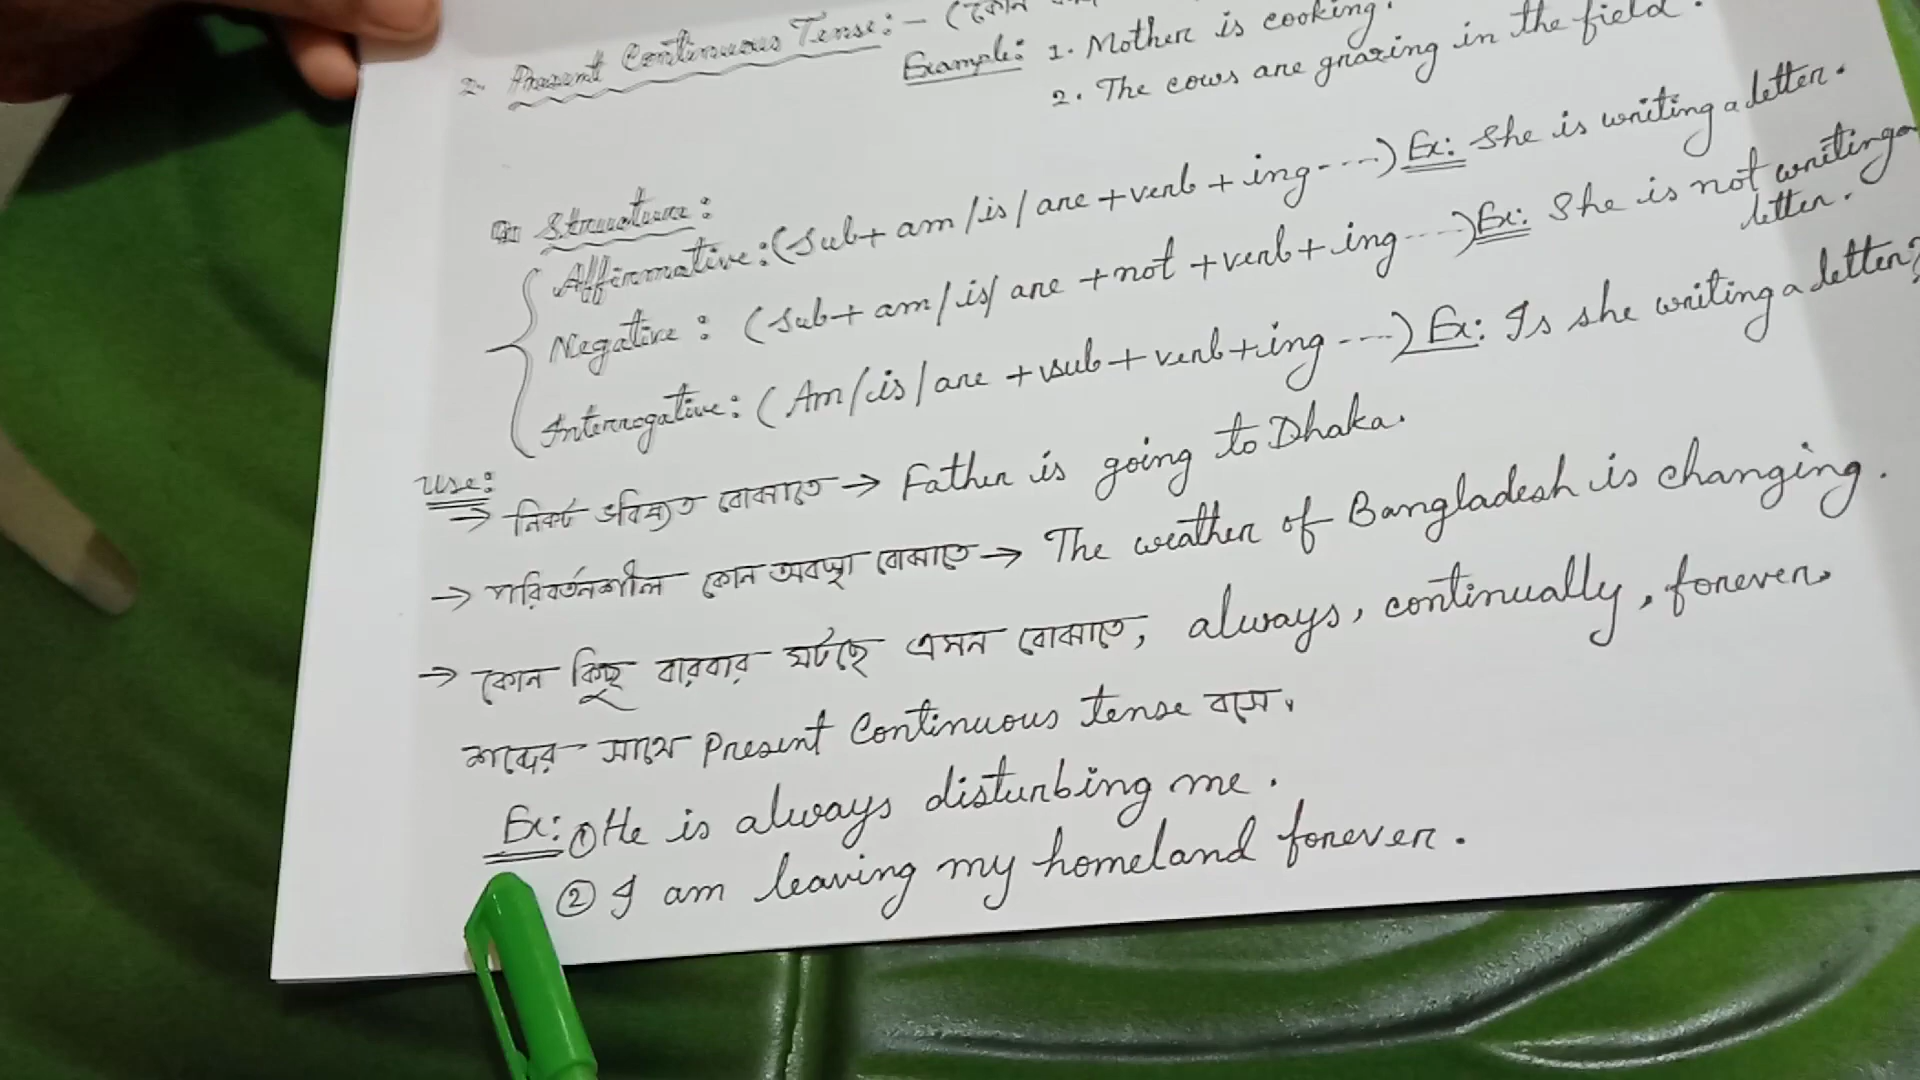 2. Present Continuous Tense:- (কোন
Example: 1. Mother is cooking.
2. The cows are grazing in the field.
Structure:
Affirmative: (Sub + am / is / are + verb + ing ----) Ex: She is writing a letter.
Negative: (Sub + am / is / are + not + verb + ing ----) Ex: She is not writing a
letter.
Interrogative: (Am / is / are + sub + verb + ing ----) Ex: Is she writing a letter?
Use:
→ নিকট ভবিষ্যত বোঝাতে → Father is going to Dhaka.
→ পরিবর্তনশীল কোন অবস্থা বোঝাতে → The weather of Bangladesh is changing.
→ কোন কিছু বারবার ঘটছে এমন বোঝাতে, always, continually, forever
শব্দের সাথে Present Continuous tense বসে.
Ex: ① He is always disturbing me.
② I am leaving my homeland forever.